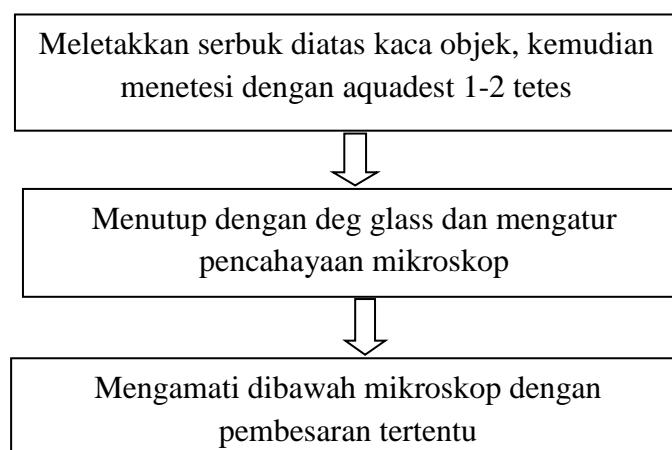 Meletakkan serbuk diatas kaca objek, kemudian
menetesi dengan aquadest 1-2 tetes
Menutup dengan deg glass dan mengatur
pencahayaan mikroskop
Mengamati dibawah mikroskop dengan
pembesaran tertentu